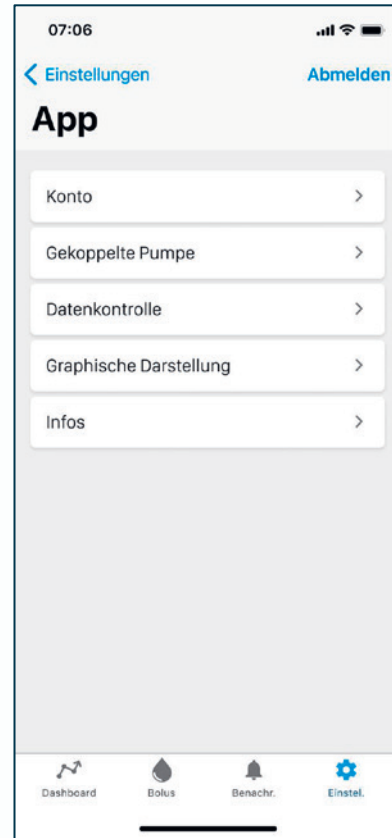 07:06
Einstellungen
Abmelden
App
Konto
Gekoppelte Pumpe
Datenkontrolle
Graphische Darstellung
Infos
Dashboard
Bolus
Benachr.
Einstel.